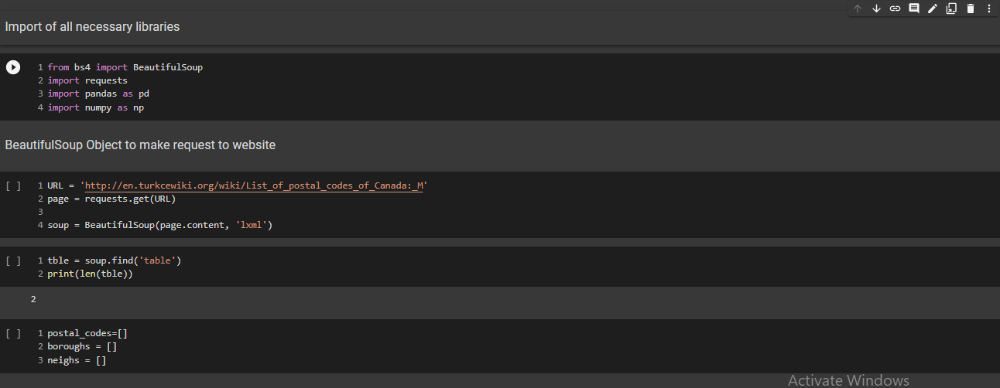 Import of all necessary libraries
1 from bs4 import BeautifulSoup
2 import requests
3 import pandas as pd
4 import numpy as np
BeautifulSoup Object to make request to website
[ ] 1 URL = 'http://en.turkcewiki.org/wiki/List_of_postal_codes_of_Canada:_M'
2 page = requests.get(URL)
3
4 soup = BeautifulSoup(page.content, 'lxml')
[ ] 1 tble = soup.find('table')
2 print(len(tble))
2
[ ] 1 postal_codes=[]
2 boroughs = []
3 neighs = []
Activate Windows